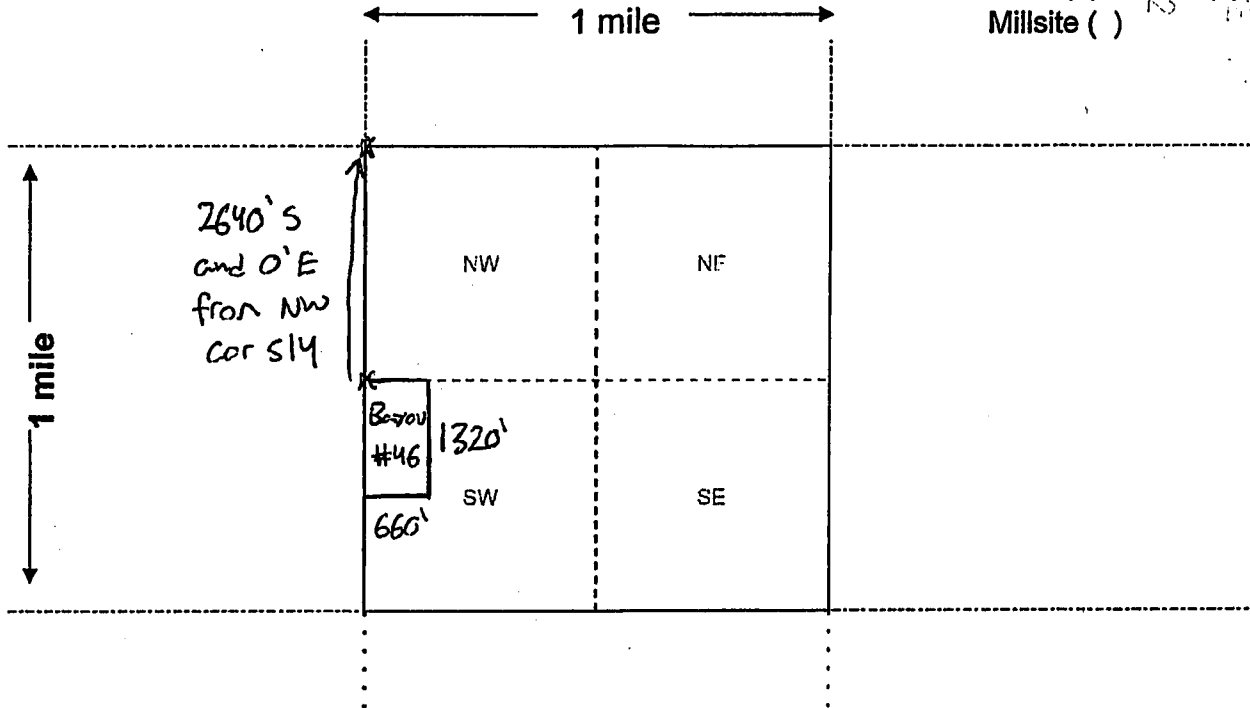 1 mile
Millsite ( )
2640' S
and 0' E
from NW
cor S14
NW
NE
1 mile
Bayou
#46
1320'
SW
SE
660'